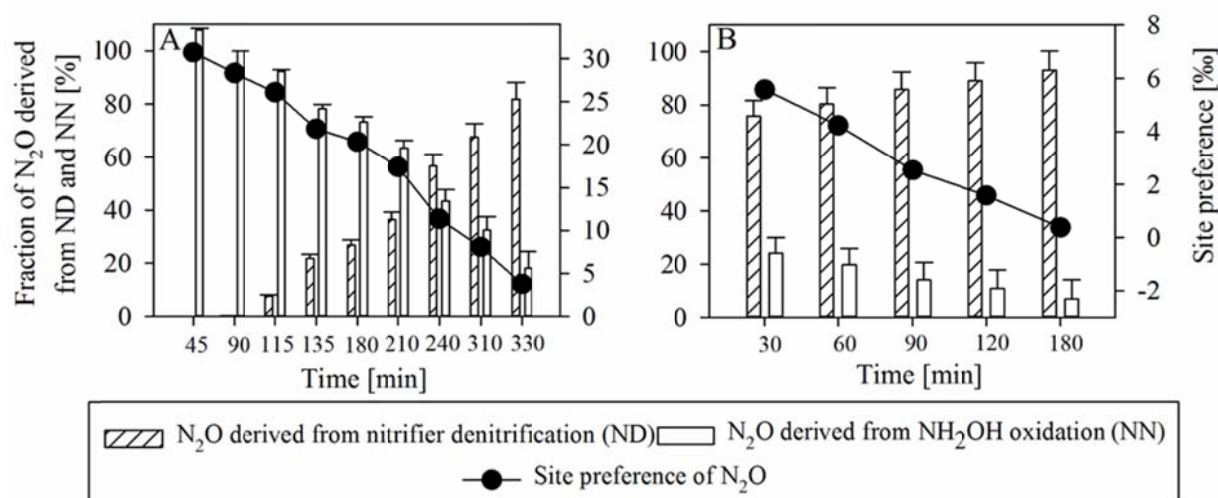 Fraction of N₂O derived
from ND and NN [%]
A
100
80
60
40
20
0
30
25
20
15
10
5
0
45 90 115 135 180 210 240 310 330
Time [min]
B
100
80
60
40
20
0
8
6
4
2
0
-2
Site preference [‰]
30 60 90 120 180
Time [min]
N₂O derived from nitrifier denitrification (ND) N₂O derived from NH₂OH oxidation (NN)
Site preference of N₂O